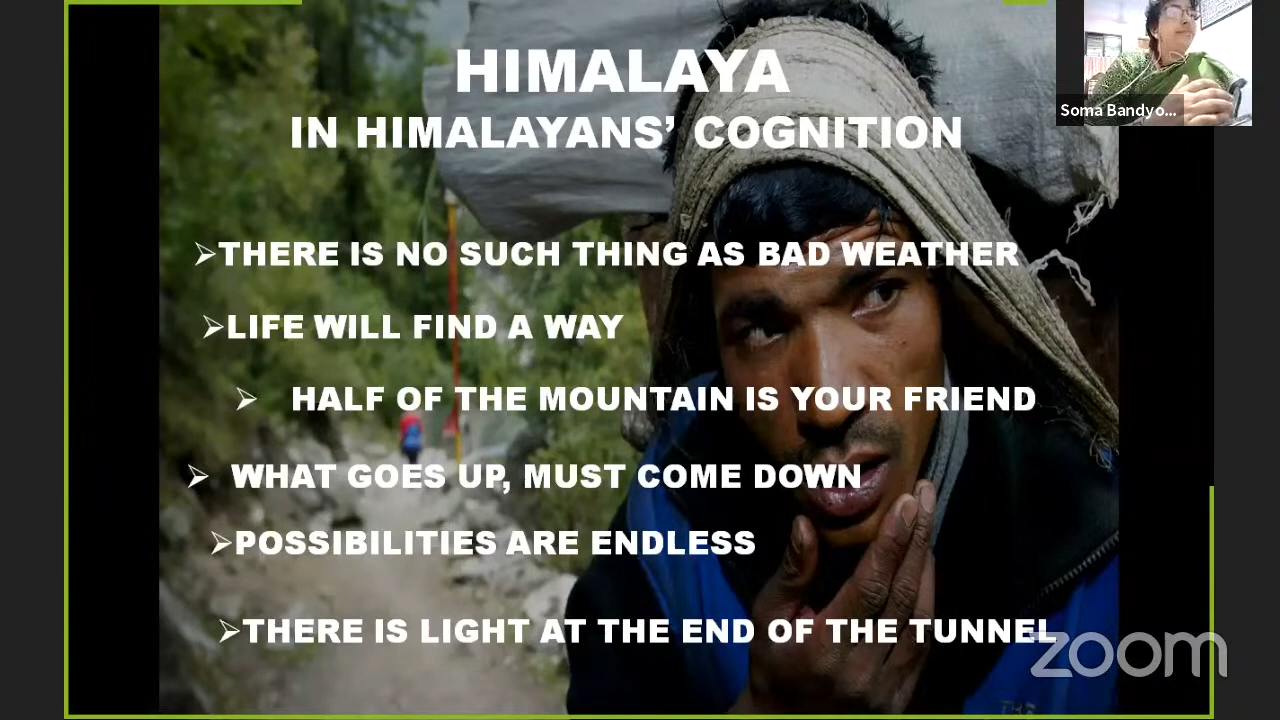 HIMALAYA
IN HIMALAYANS’ COGNITION
Soma Bandyo...
➢THERE IS NO SUCH THING AS BAD WEATHER
➢LIFE WILL FIND A WAY
➢ HALF OF THE MOUNTAIN IS YOUR FRIEND
➢ WHAT GOES UP, MUST COME DOWN
➢POSSIBILITIES ARE ENDLESS
➢THERE IS LIGHT AT THE END OF THE TUNNEL
zoom
THE